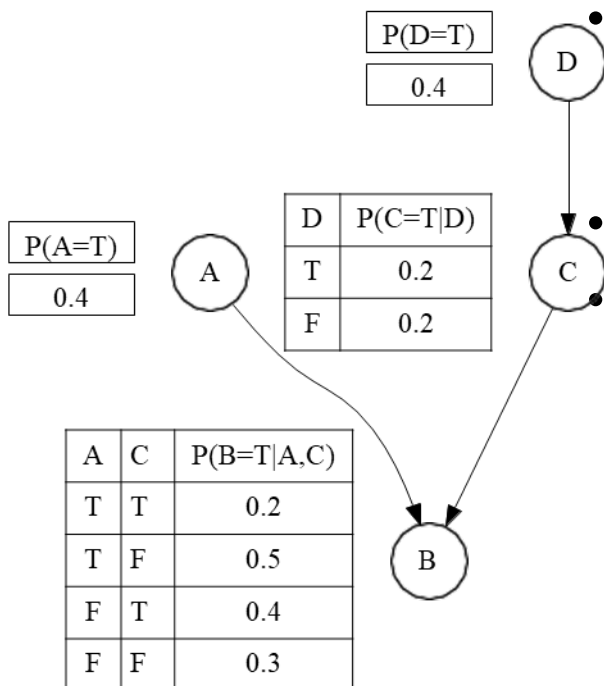 P(D=T)
0.4
D
P(A=T)
0.4
A
D P(C=T|D)
T 0.2
F 0.2
C
A C P(B=T|A,C)
T T 0.2
T F 0.5
F T 0.4
F F 0.3
B